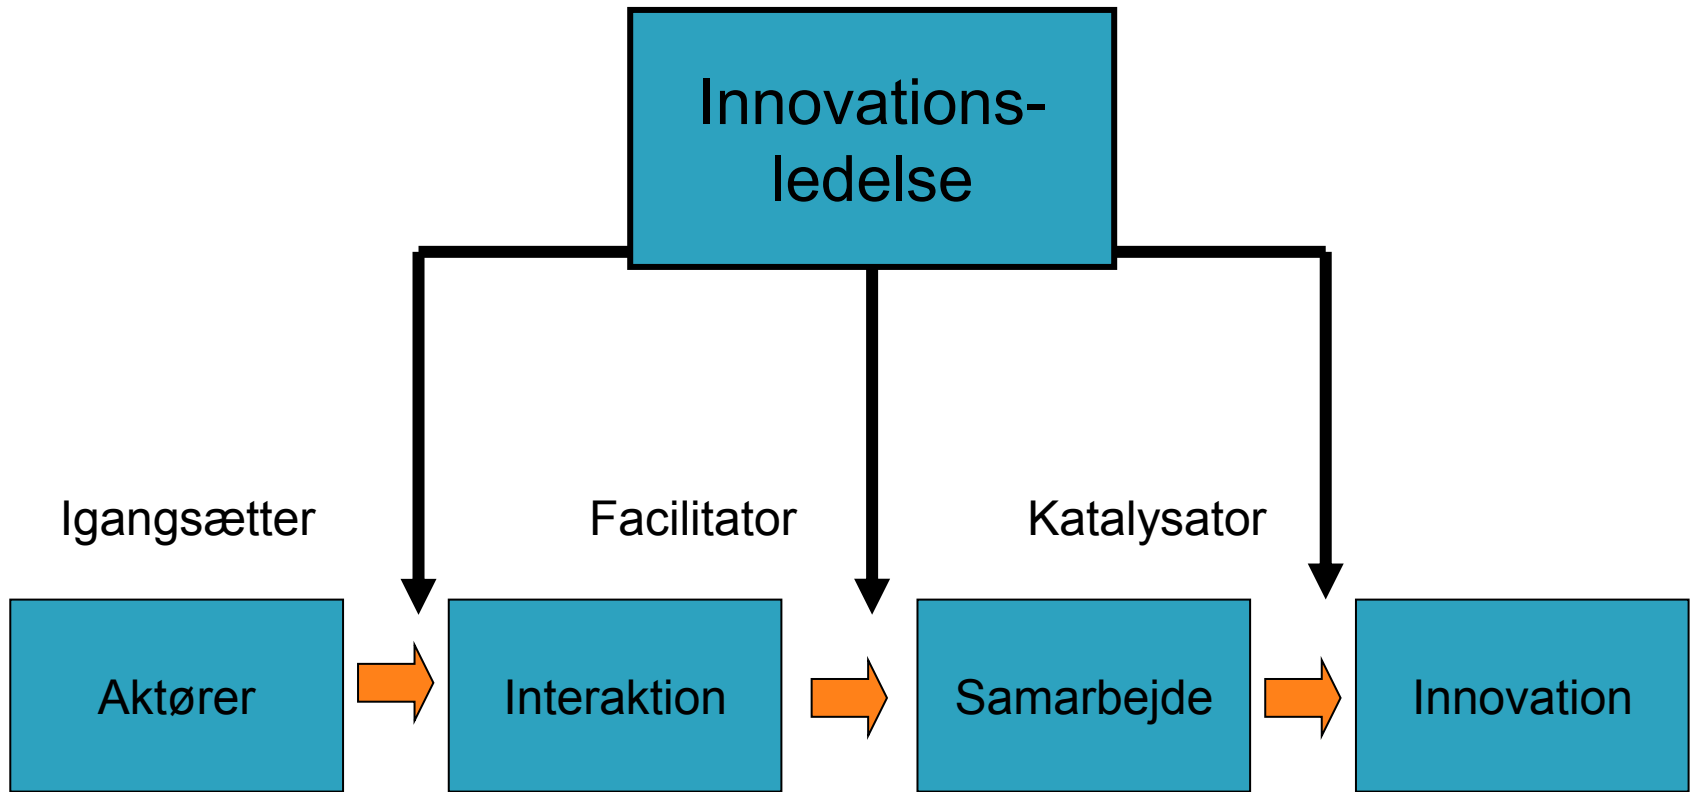 Innovations-
ledelse
Igangsætter
Facilitator
Katalysator
Aktører
Interaktion
Samarbejde
Innovation